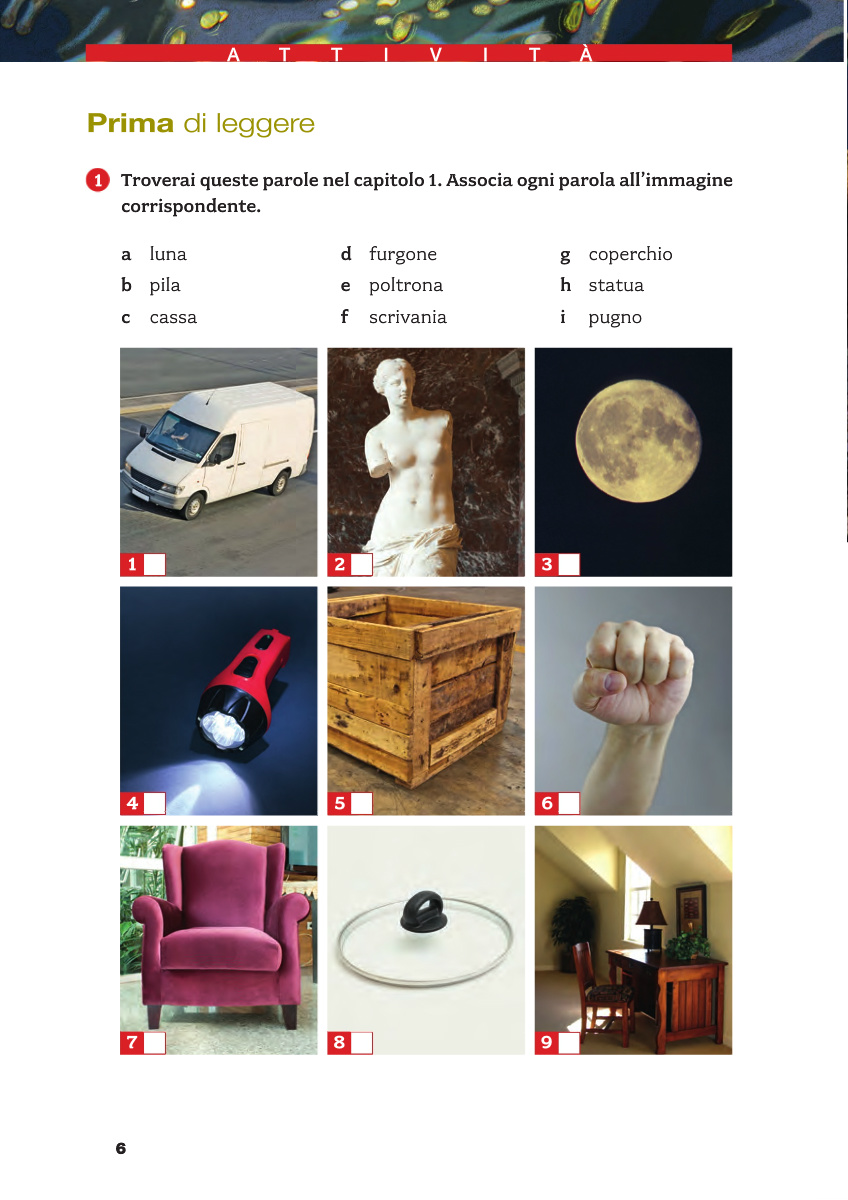 ATTIVITÀ
Prima di leggere
1 Troverai queste parole nel capitolo 1. Associa ogni parola all'immagine
corrispondente.
a luna
b pila
c cassa
d furgone
e poltrona
f scrivania
g coperchio
h statua
i pugno
1
2
3
4
5
6
7
8
9
6